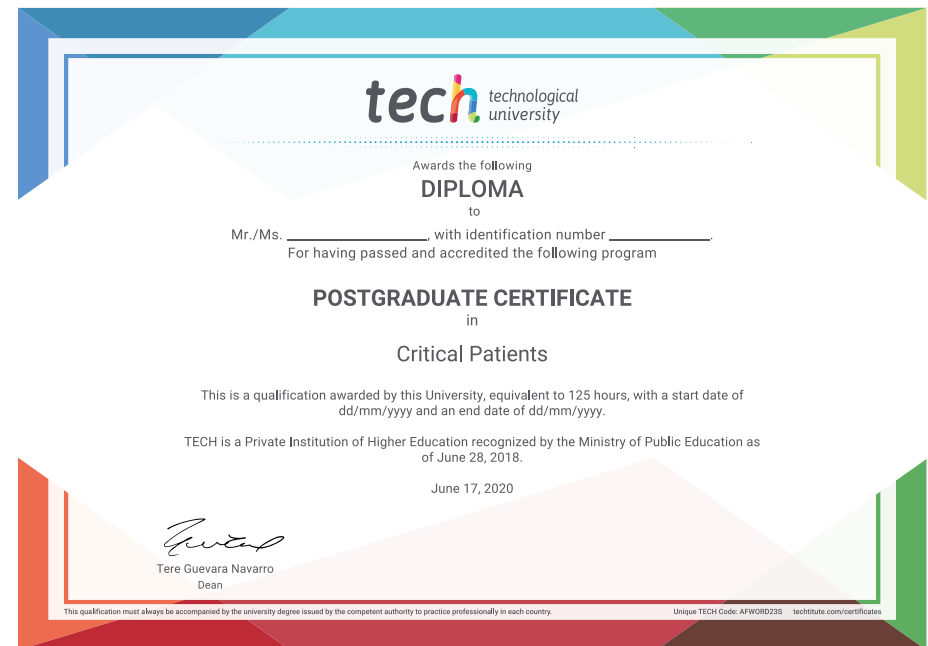 tech technological
university
Awards the following
DIPLOMA
to
Mr./Ms. ____________________, with identification number ______________.
For having passed and accredited the following program
POSTGRADUATE CERTIFICATE
in
Critical Patients
This is a qualification awarded by this University, equivalent to 125 hours, with a start date of
dd/mm/yyyy and an end date of dd/mm/yyyy.
TECH is a Private Institution of Higher Education recognized by the Ministry of Public Education as
of June 28, 2018.
June 17, 2020
Tere Guevara Navarro
Dean
This qualification must always be accompanied by the university degree issued by the competent authority to practice professionally in each country. Unique TECH Code: AFWORD23S techtitute.com/certificates